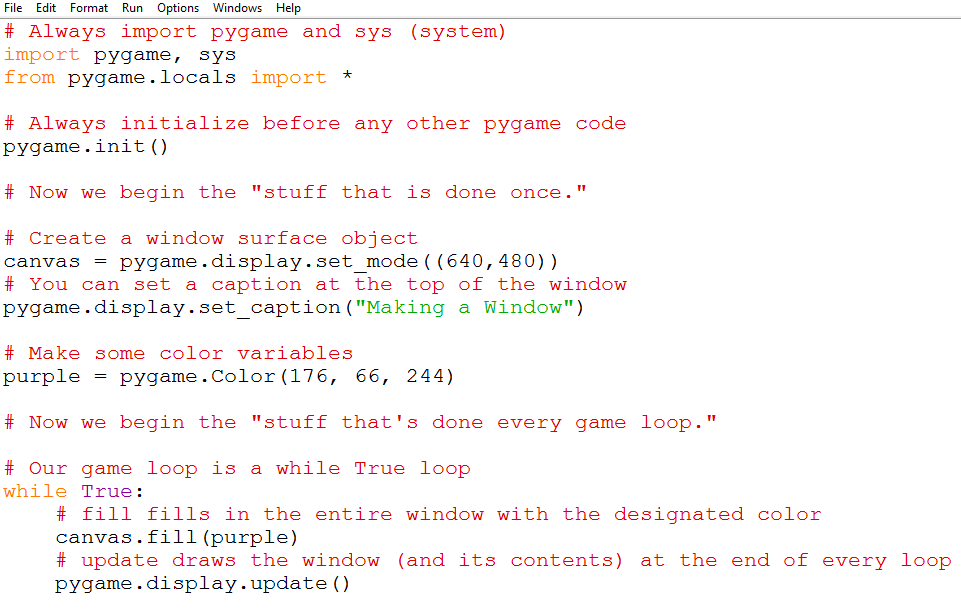 File Edit Format Run Options Windows Help
# Always import pygame and sys (system)
import pygame, sys
from pygame.locals import *
# Always initialize before any other pygame code
pygame.init()
# Now we begin the "stuff that is done once."
# Create a window surface object
canvas = pygame.display.set_mode((640,480))
# You can set a caption at the top of the window
pygame.display.set_caption("Making a Window")
# Make some color variables
purple = pygame.Color(176, 66, 244)
# Now we begin the "stuff that's done every game loop."
# Our game loop is a while True loop
while True:
    # fill fills in the entire window with the designated color
    canvas.fill(purple)
    # update draws the window (and its contents) at the end of every loop
    pygame.display.update()